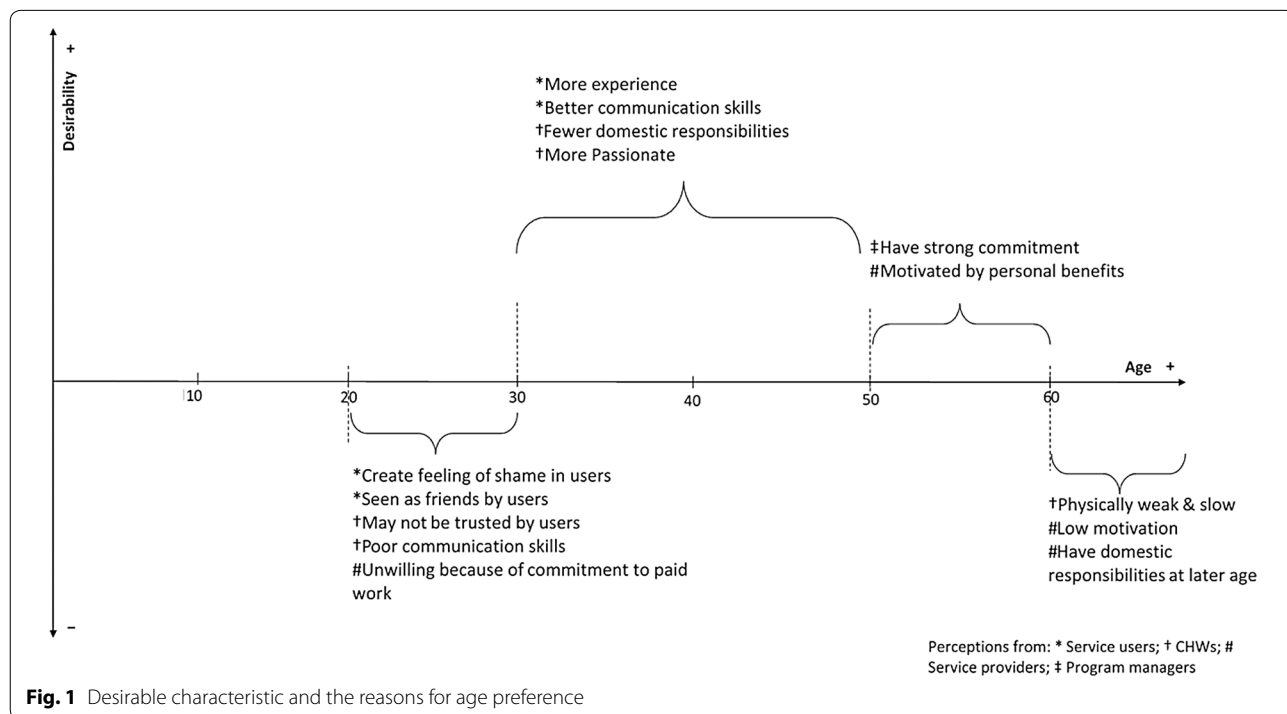 +
Desirability
*More experience
*Better communication skills
†Fewer domestic responsibilities
†More Passionate
‡Have strong commitment
#Motivated by personal benefits
Age +
10 20 30 40 50 60
*Create feeling of shame in users
*Seen as friends by users
†May not be trusted by users
†Poor communication skills
#Unwilling because of commitment to paid
work
†Physically weak & slow
#Low motivation
#Have domestic
responsibilities at later age
–
Perceptions from: * Service users; † CHWs; #
Service providers; ‡ Program managers
Fig. 1 Desirable characteristic and the reasons for age preference